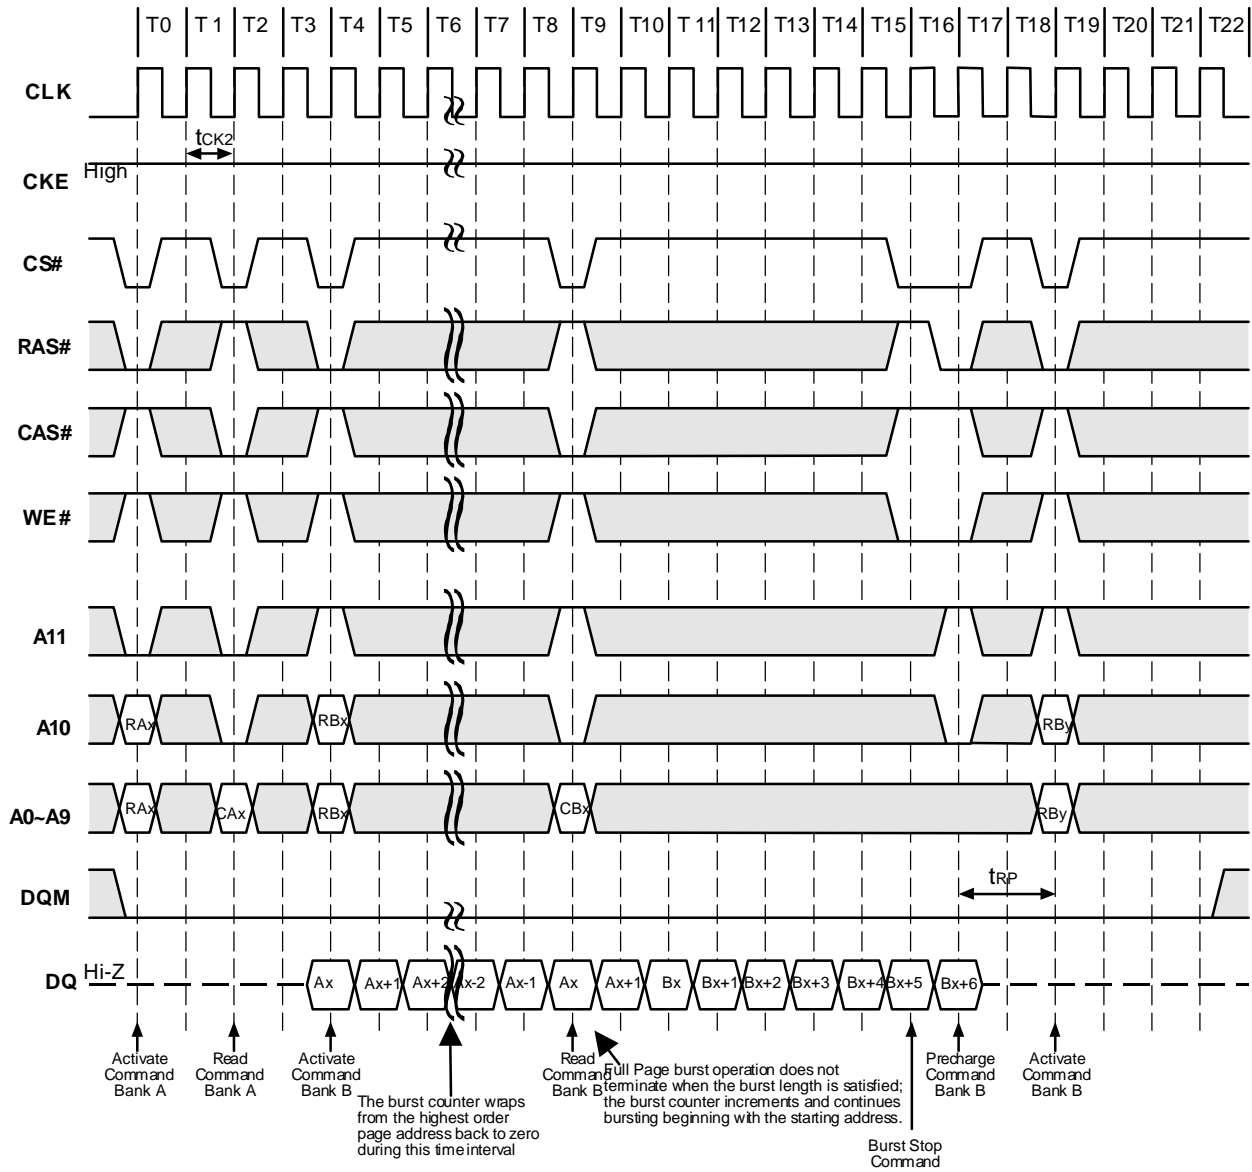 T0 T 1 T2 T3 T4 T5 T6 T7 T8 T9 T10 T 11 T12 T13 T14 T15 T16 T17 T18 T19 T20 T21 T22
CLK
tCK2
High
CKE
CS#
RAS#
CAS#
WE#
A11
A10 RAx RBx RBy
A0~A9 RAx CAx RBx CBx RBy
DQM
tRP
Hi-Z
DQ Ax Ax+1 Ax+2 Ax-2 Ax-1 Ax Ax+1 Bx Bx+1 Bx+2 Bx+3 Bx+4 Bx+5 Bx+6
Activate
Command
Bank A
Read
Command
Bank A
Activate
Command
Bank B
The burst counter wraps
from the highest order
page address back to zero
during this time interval
Read
Command
Bank B
Full Page burst operation does not
terminate when the burst length is satisfied;
the burst counter increments and continues
bursting beginning with the starting address.
Burst Stop
Command
Precharge
Command
Bank B
Activate
Command
Bank B